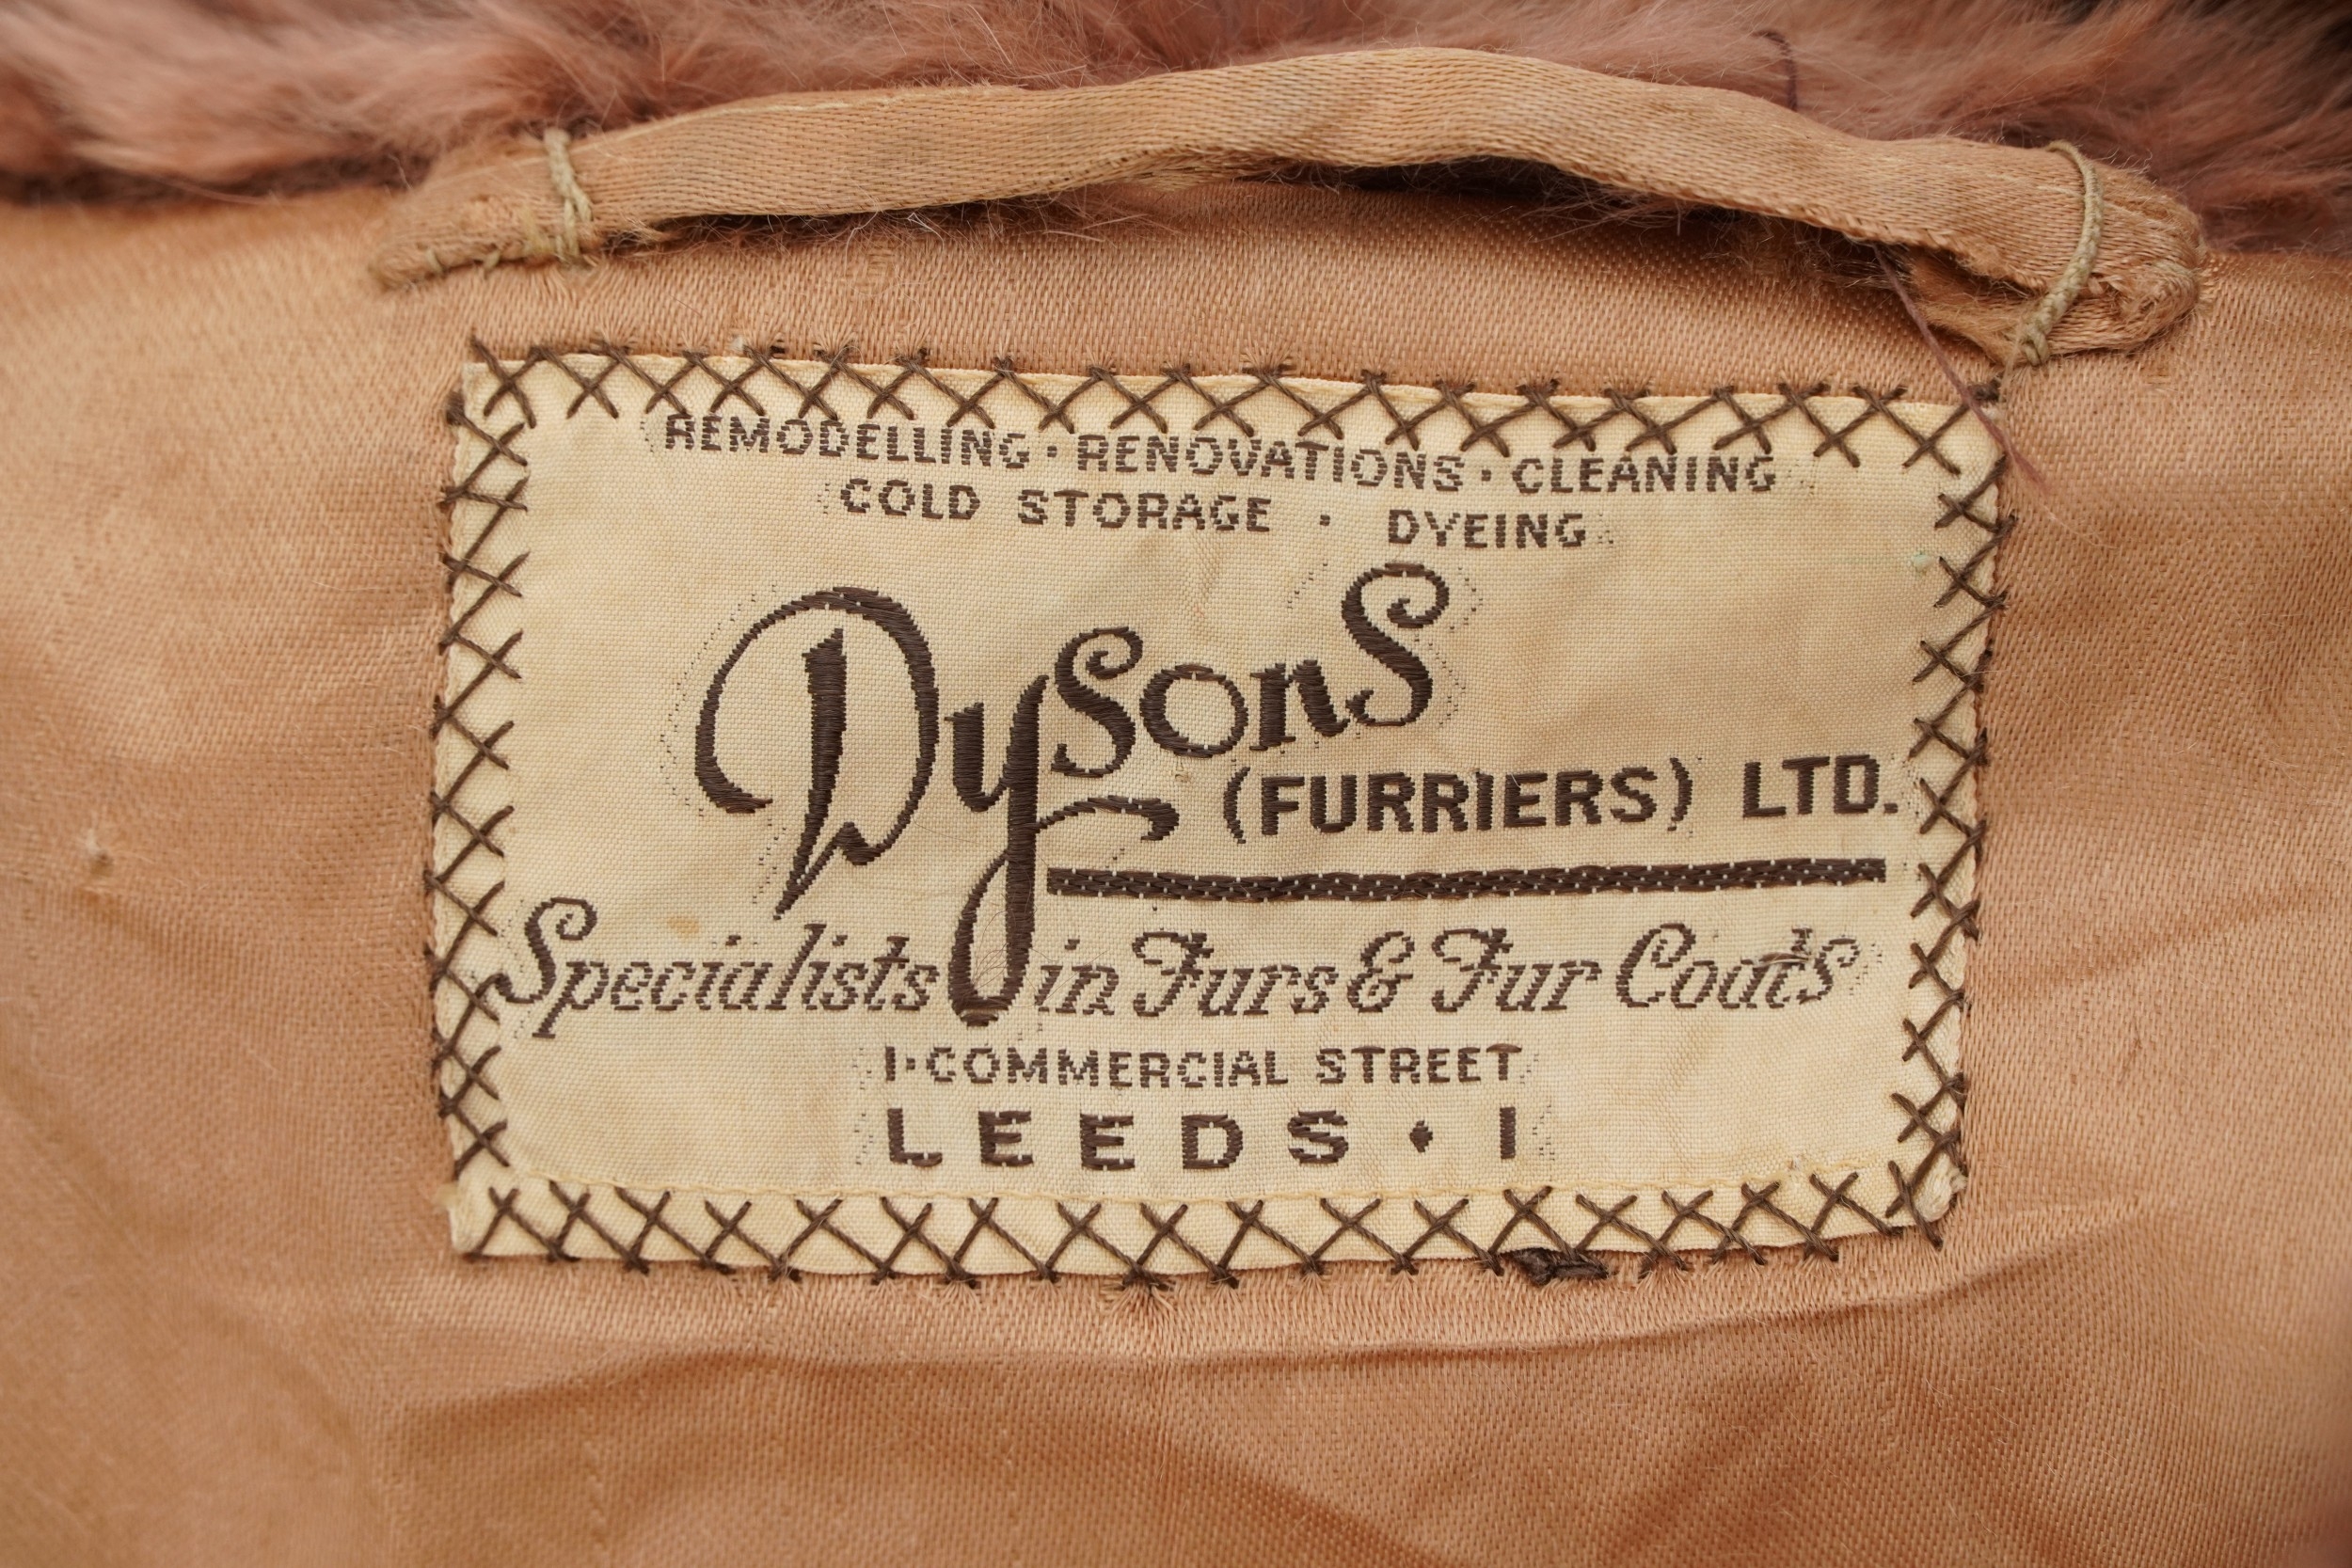 REMODELLING · RENOVATIONS · CLEANING
COLD STORAGE · DYEING
DysonS
(FURRIERS) LTD.
Specialists in Furs & Fur Coats
1·COMMERCIAL STREET
LEEDS · 1